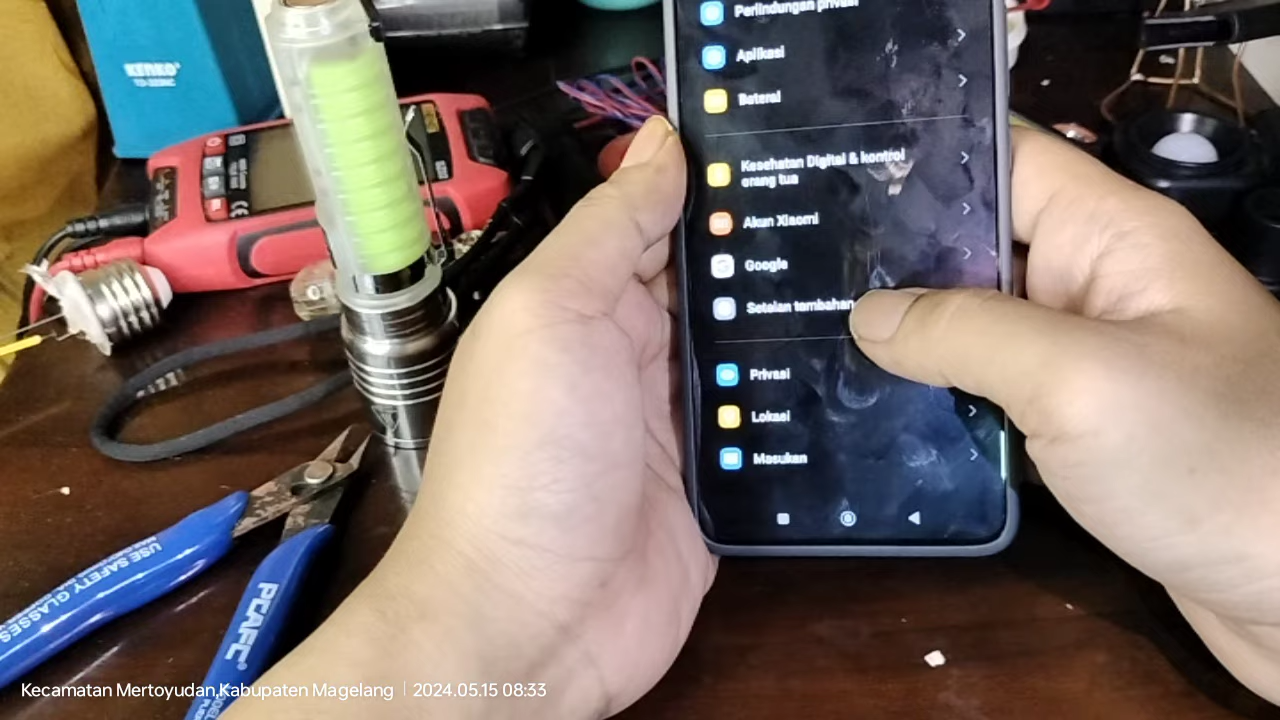 KENKO®
Perlindungan privasi
Aplikasi
Baterai
Kesehatan Digital & kontrol
orang tua
Akun Xiaomi
Google
Setelan tambahan
Privasi
Lokasi
Masukan
USE SAFETY GLASSES
PCAFC®
Kecamatan Mertoyudan,Kabupaten Magelang | 2024.05.15 08:33